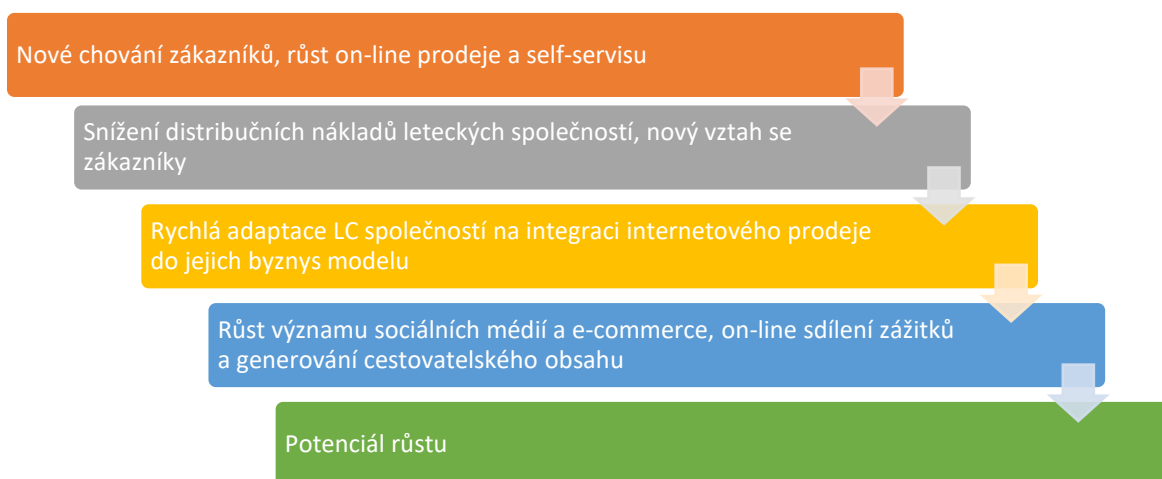 Nové chování zákazníků, růst on-line prodeje a self-servisu
Snížení distribučních nákladů leteckých společností, nový vztah se
zákazníky
Rychlá adaptace LC společností na integraci internetového prodeje
do jejich byznys modelu
Růst významu sociálních médií a e-commerce, on-line sdílení zážitků
a generování cestovatelského obsahu
Potenciál růstu